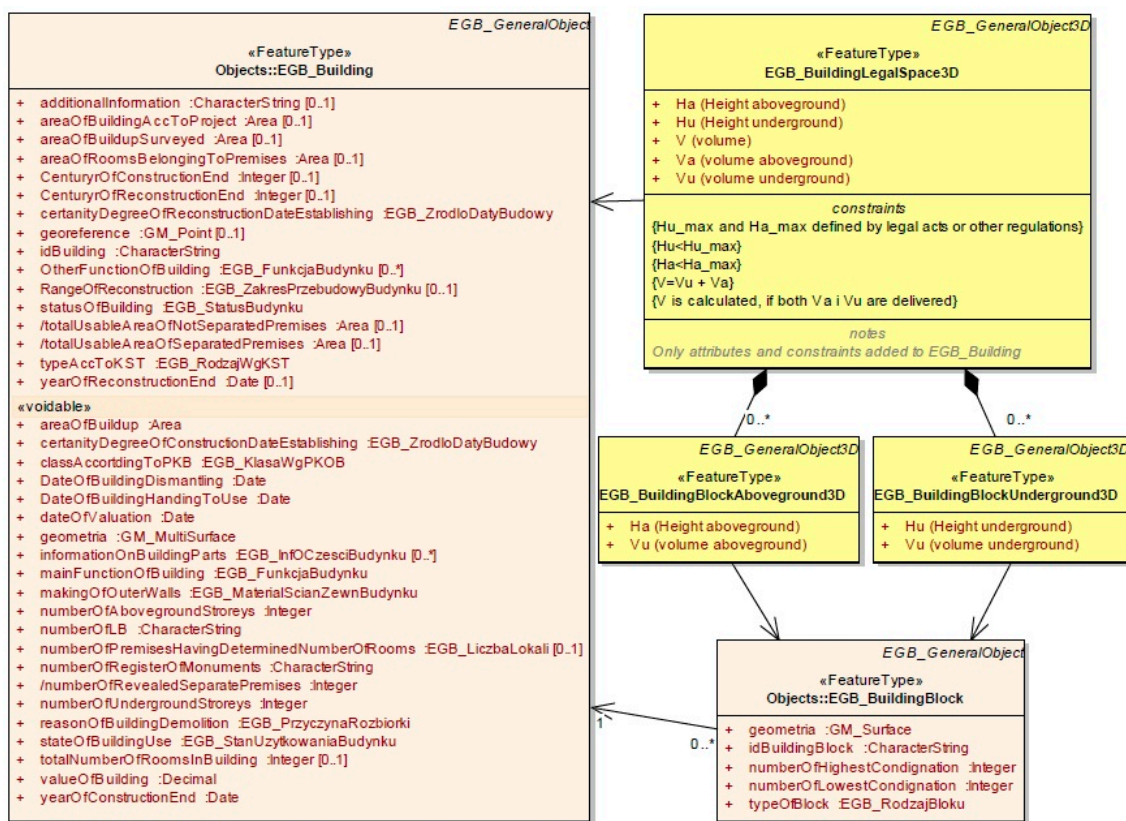 EGB_GeneralObject
«FeatureType»
Objects::EGB_Building
+ additionalInformation :CharacterString [0..1]
+ areaOfBuildingAccToProject :Area [0..1]
+ areaOfBuildupSurveyed :Area [0..1]
+ areaOfRoomsBelongingToPremises :Area [0..1]
+ CenturyrOfConstructionEnd :Integer [0..1]
+ CenturyrOfReconstructionEnd :Integer [0..1]
+ certanityDegreeOfReconstructionDateEstablishing :EGB_ZrodloDatyBudowy
+ georeference :GM_Point [0..1]
+ idBuilding :CharacterString
+ OtherFunctionOfBuilding :EGB_FunkcjaBudynku [0..*]
+ RangeOfReconstruction :EGB_ZakresPrzebudowyBudynku [0..1]
+ statusOfBuilding :EGB_StatusBudynku
+ /totalUsableAreaOfNotSeparatedPremises :Area [0..1]
+ /totalUsableAreaOfSeparatedPremises :Area [0..1]
+ typeAccToKST :EGB_RodzajWgKST
+ yearOfReconstructionEnd :Date [0..1]
«voidable»
+ areaOfBuildup :Area
+ certanityDegreeOfConstructionDateEstablishing :EGB_ZrodloDatyBudowy
+ classAccortdingToPKB :EGB_KlasaWgPKOB
+ DateOfBuildingDismantling :Date
+ DateOfBuildingHandingToUse :Date
+ dateOfValuation :Date
+ geometria :GM_MultiSurface
+ informationOnBuildingParts :EGB_InfOCzesciBudynku [0..*]
+ mainFunctionOfBuilding :EGB_FunkcjaBudynku
+ makingOfOuterWalls :EGB_MaterialScianZewnBudynku
+ numberOfAbovegroundStoreys :Integer
+ numberOfLB :CharacterString
+ numberOfPremisesHavingDeterminedNumberOfRooms :EGB_LiczbaLokali [0..1]
+ numberOfRegisterOfMonuments :CharacterString
+ /numberOfRevealedSeparatePremises :Integer
+ numberOfUndergroundStoreys :Integer
+ reasonOfBuildingDemolition :EGB_PrzyczynaRozbiorki
+ stateOfBuildingUse :EGB_StanUzytkowaniaBudynku
+ totalNumberOfRoomsInBuilding :Integer [0..1]
+ valueOfBuilding :Decimal
+ yearOfConstructionEnd :Date
EGB_GeneralObject3D
«FeatureType»
EGB_BuildingLegalSpace3D
+ Ha (Height aboveground)
+ Hu (Height underground)
+ V (volume)
+ Va (volume aboveground)
+ Vu (volume underground)
constraints
{Hu_max and Ha_max defined by legal acts or other regulations}
{Hu<Hu_max}
{Ha<Ha_max}
{V=Vu + Va}
{V is calculated, if both Va i Vu are delivered}
notes
Only attributes and constraints added to EGB_Building
0..*
0..*
EGB_GeneralObject3D
«FeatureType»
EGB_BuildingBlockAboveground3D
+ Ha (Height aboveground)
+ Vu (volume aboveground)
EGB_GeneralObject3D
«FeatureType»
EGB_BuildingBlockUnderground3D
+ Hu (Height underground)
+ Vu (volume underground)
1
0..*
EGB_GeneralObject
«FeatureType»
Objects::EGB_BuildingBlock
+ geometria :GM_Surface
+ idBuildingBlock :CharacterString
+ numberOfHighestCondignation :Integer
+ numberOfLowestCondignation :Integer
+ typeOfBlock :EGB_RodzajBloku